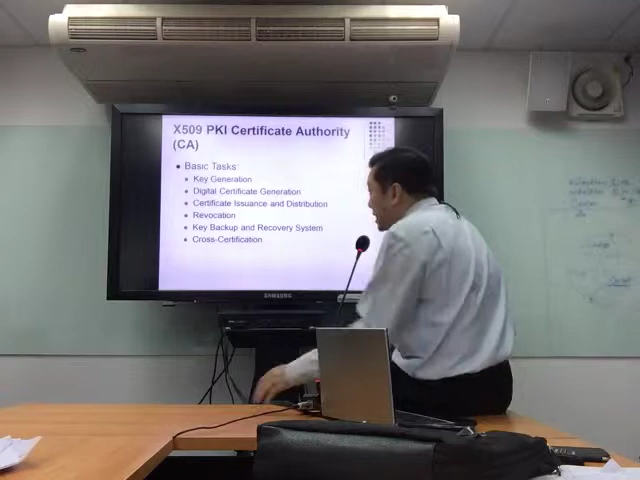 X509 PKI Certificate Authority
(CA)
Basic Tasks:
Key Generation
Digital Certificate Generation
Certificate Issuance and Distribution
Revocation
Key Backup and Recovery System
Cross-Certification
SAMSUNG